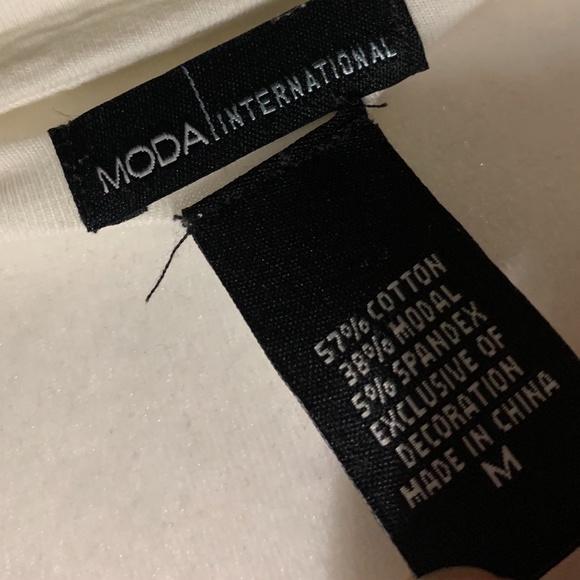 MODA INTERNATIONAL
57% COTTON
38% MODAL
5% SPANDEX
EXCLUSIVE OF
DECORATION
MADE IN CHINA
M